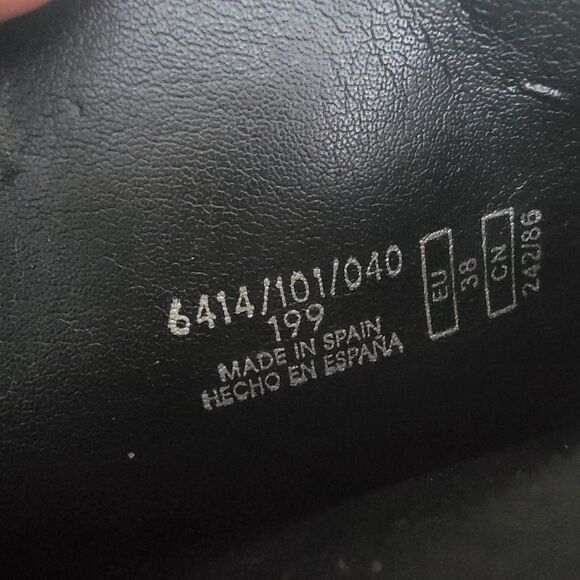 6414/101/040
199
MADE IN SPAIN
HECHO EN ESPAÑA
EU
38
CN
242/86